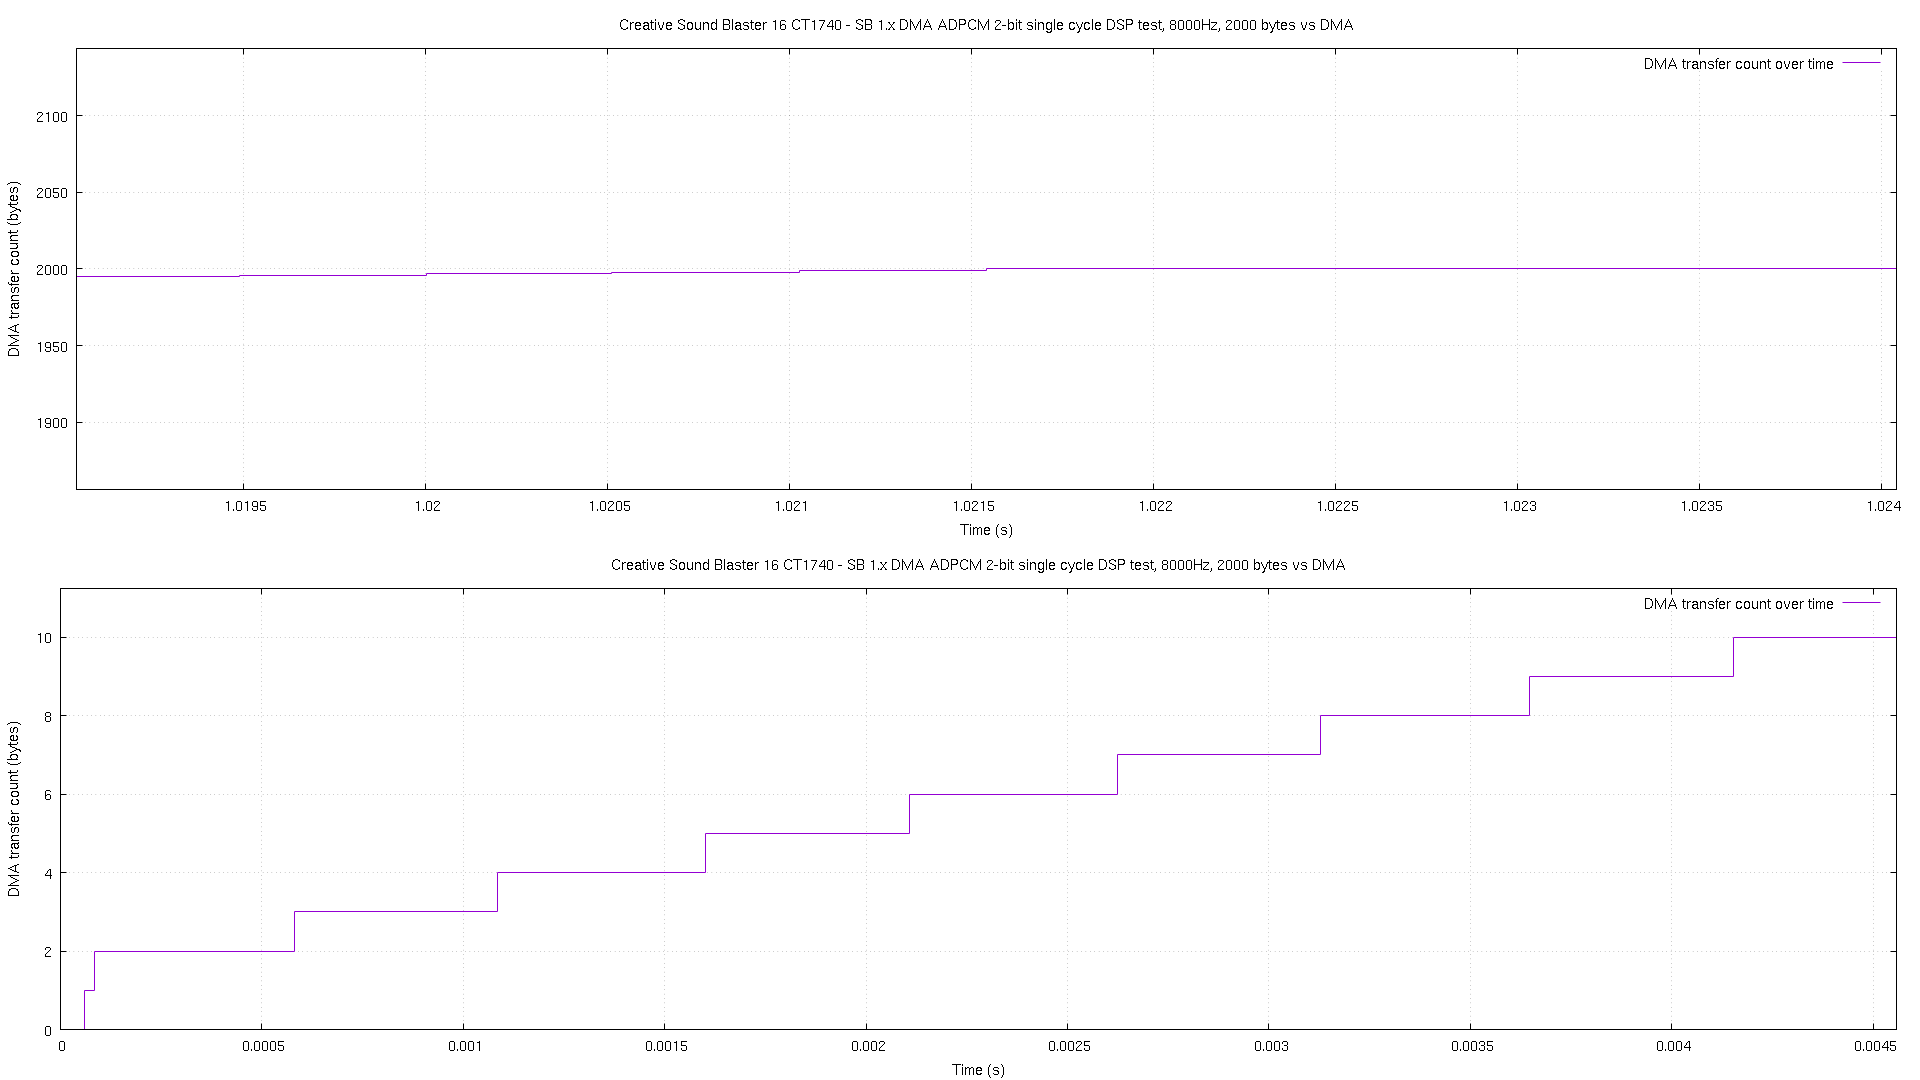 Creative Sound Blaster 16 CT1740 - SB 1.x DMA ADPCM 2-bit single cycle DSP test, 8000Hz, 2000 bytes vs DMA
DMA transfer count over time
2100
2050
2000
1950
1900
DMA transfer count (bytes)
1.0195 1.02 1.0205 1.021 1.0215 1.022 1.0225 1.023 1.0235 1.024
Time (s)
Creative Sound Blaster 16 CT1740 - SB 1.x DMA ADPCM 2-bit single cycle DSP test, 8000Hz, 2000 bytes vs DMA
DMA transfer count over time
10
8
6
4
2
0
DMA transfer count (bytes)
0 0.0005 0.001 0.0015 0.002 0.0025 0.003 0.0035 0.004 0.0045
Time (s)